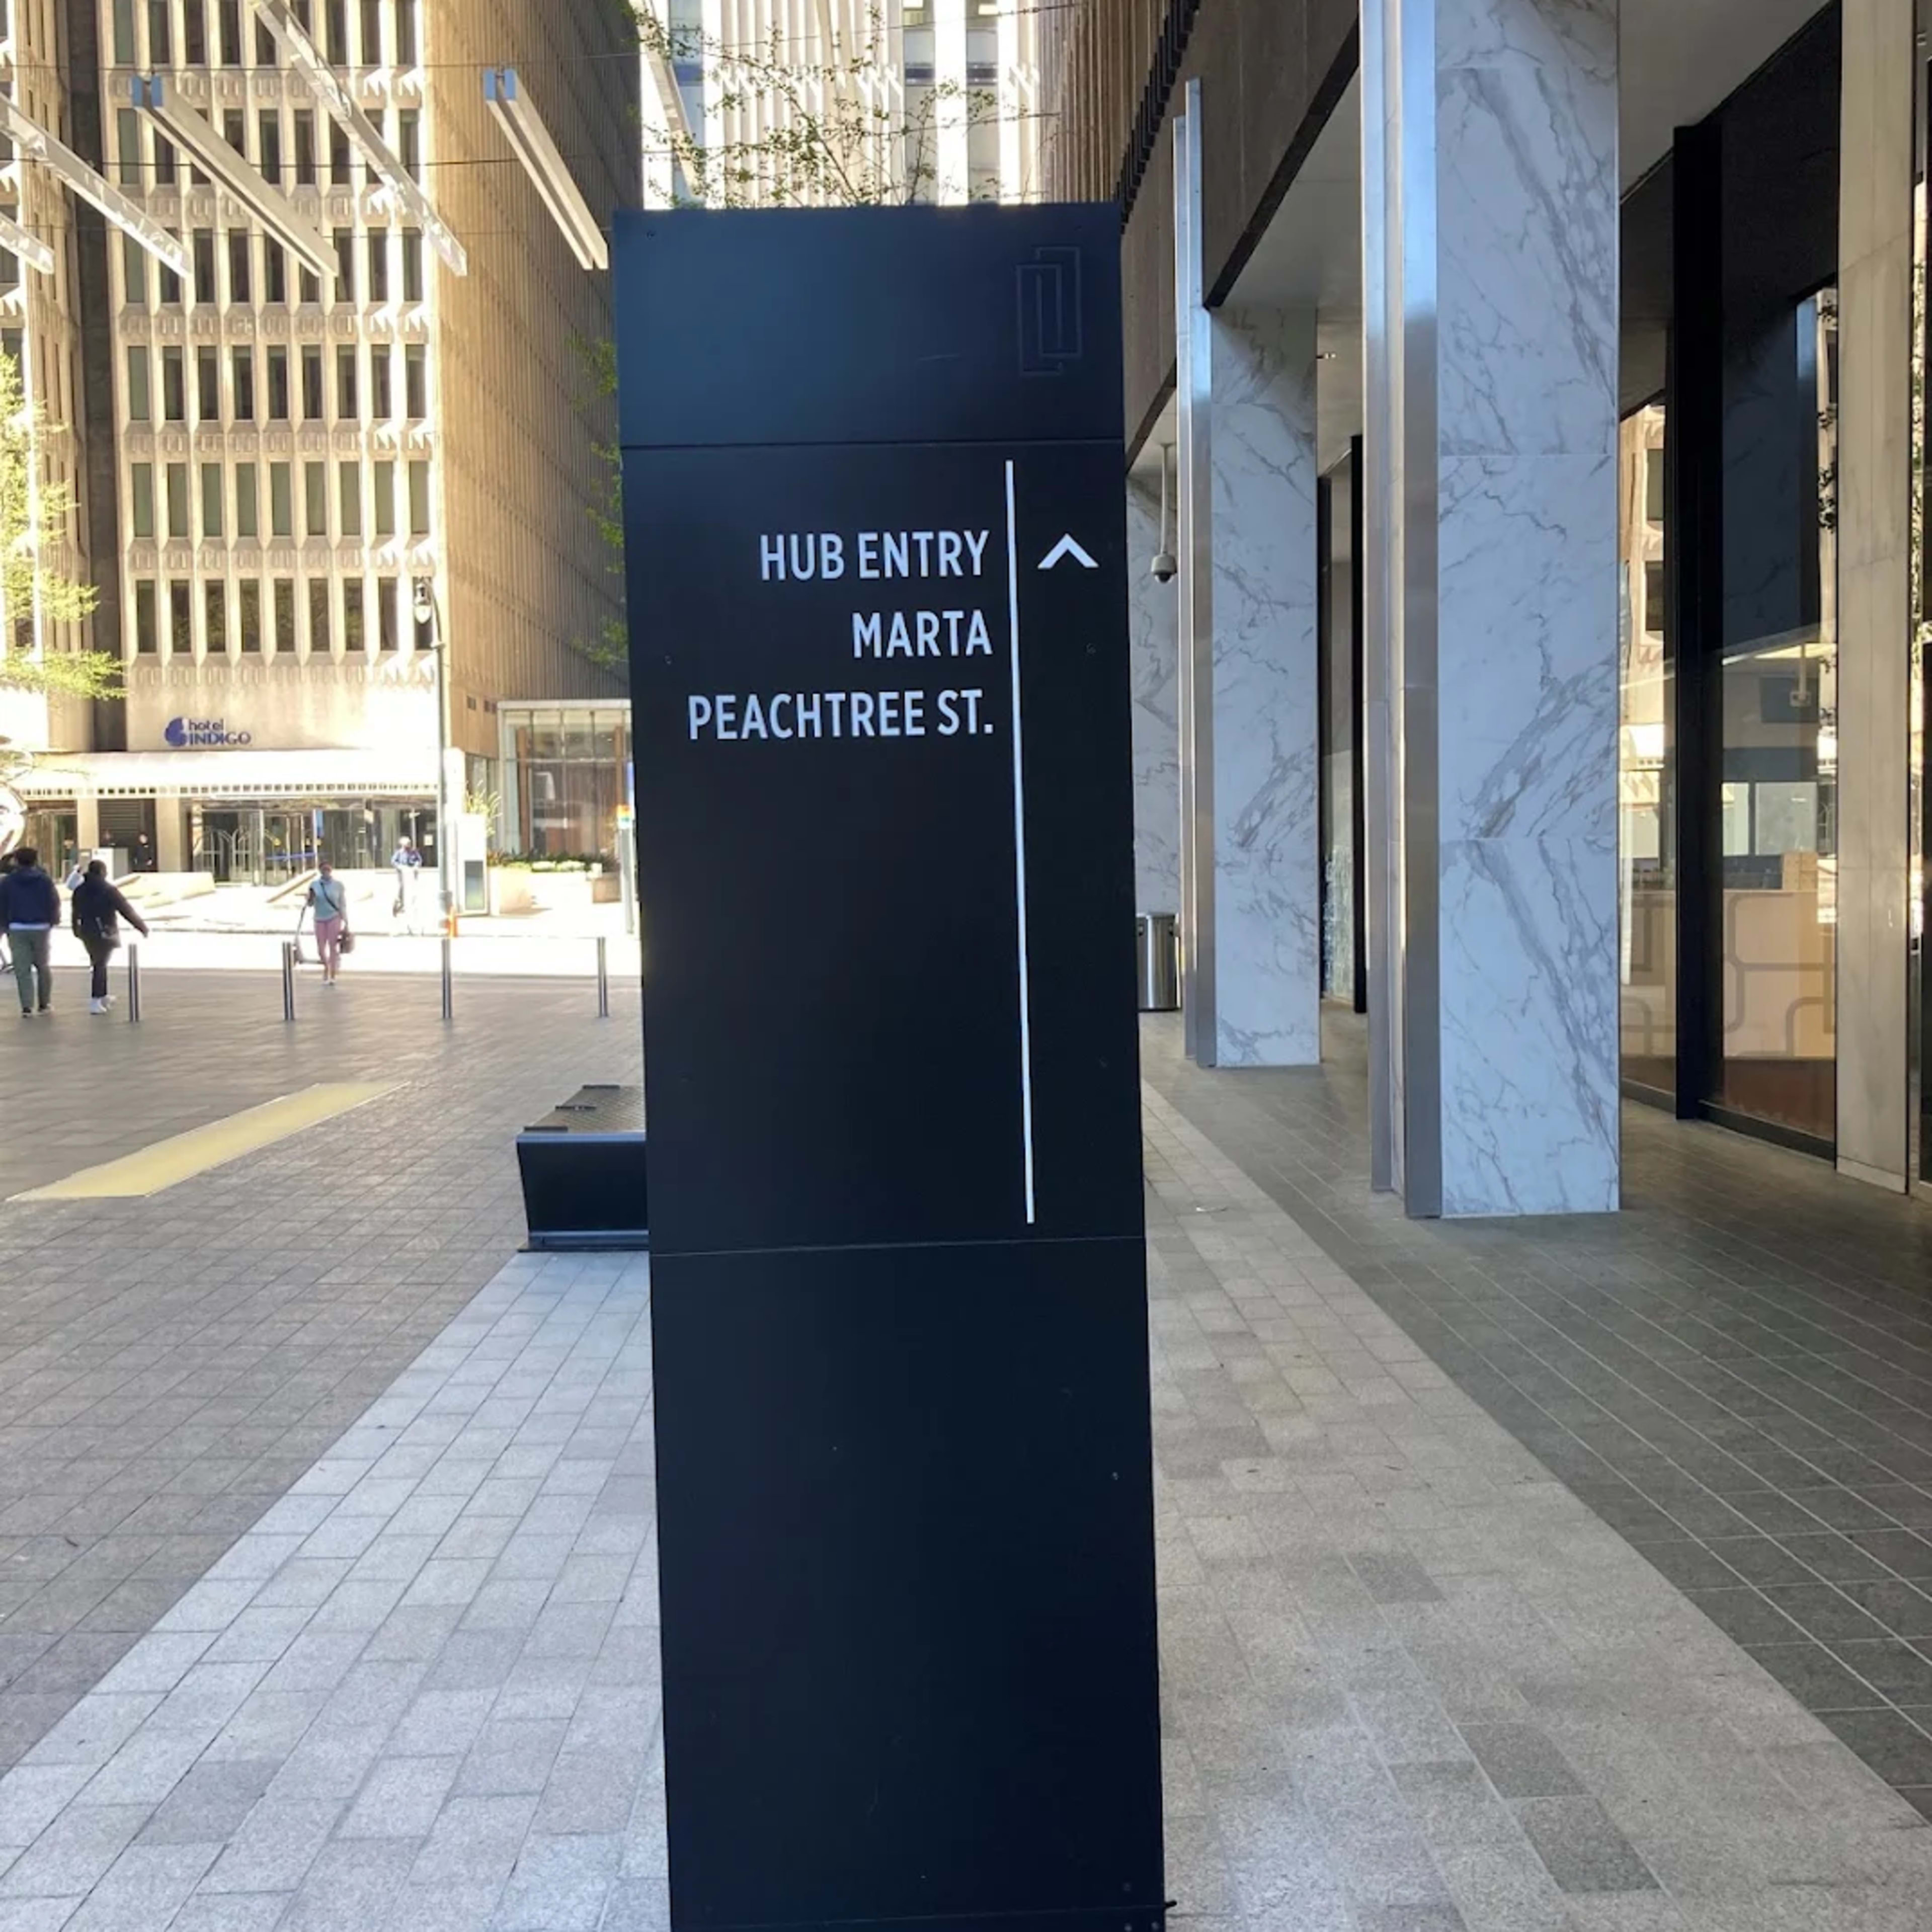 HUB ENTRY
MARTA
PEACHTREE ST.
hotel
INDIGO